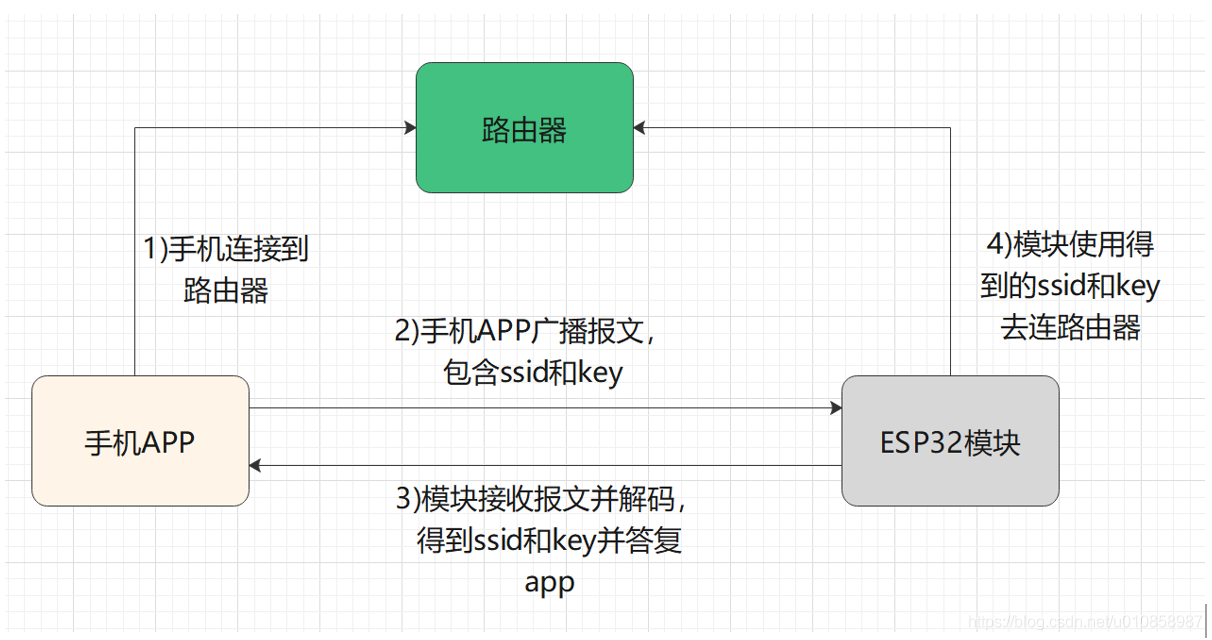 路由器
1)手机连接到
路由器
4)模块使用得
到的ssid和key
去连路由器
2)手机APP广播报文，
包含ssid和key
手机APP
ESP32模块
3)模块接收报文并解码，
得到ssid和key并答复
app
https://blog.csdn.net/u010858987